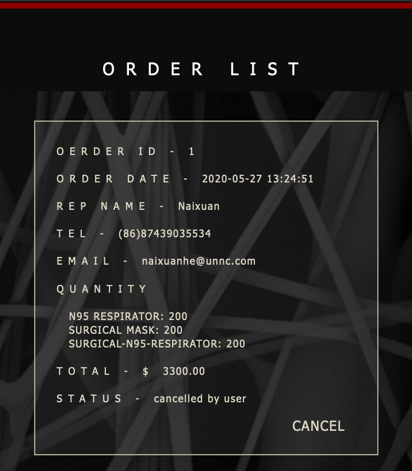 ORDER LIST
OERDER ID - 1
ORDER DATE - 2020-05-27 13:24:51
REP NAME - Naixuan
TEL - (86)87439035534
EMAIL - naixuanhe@unnc.com
QUANTITY
N95 RESPIRATOR: 200
SURGICAL MASK: 200
SURGICAL-N95-RESPIRATOR: 200
TOTAL - $ 3300.00
STATUS - cancelled by user
CANCEL